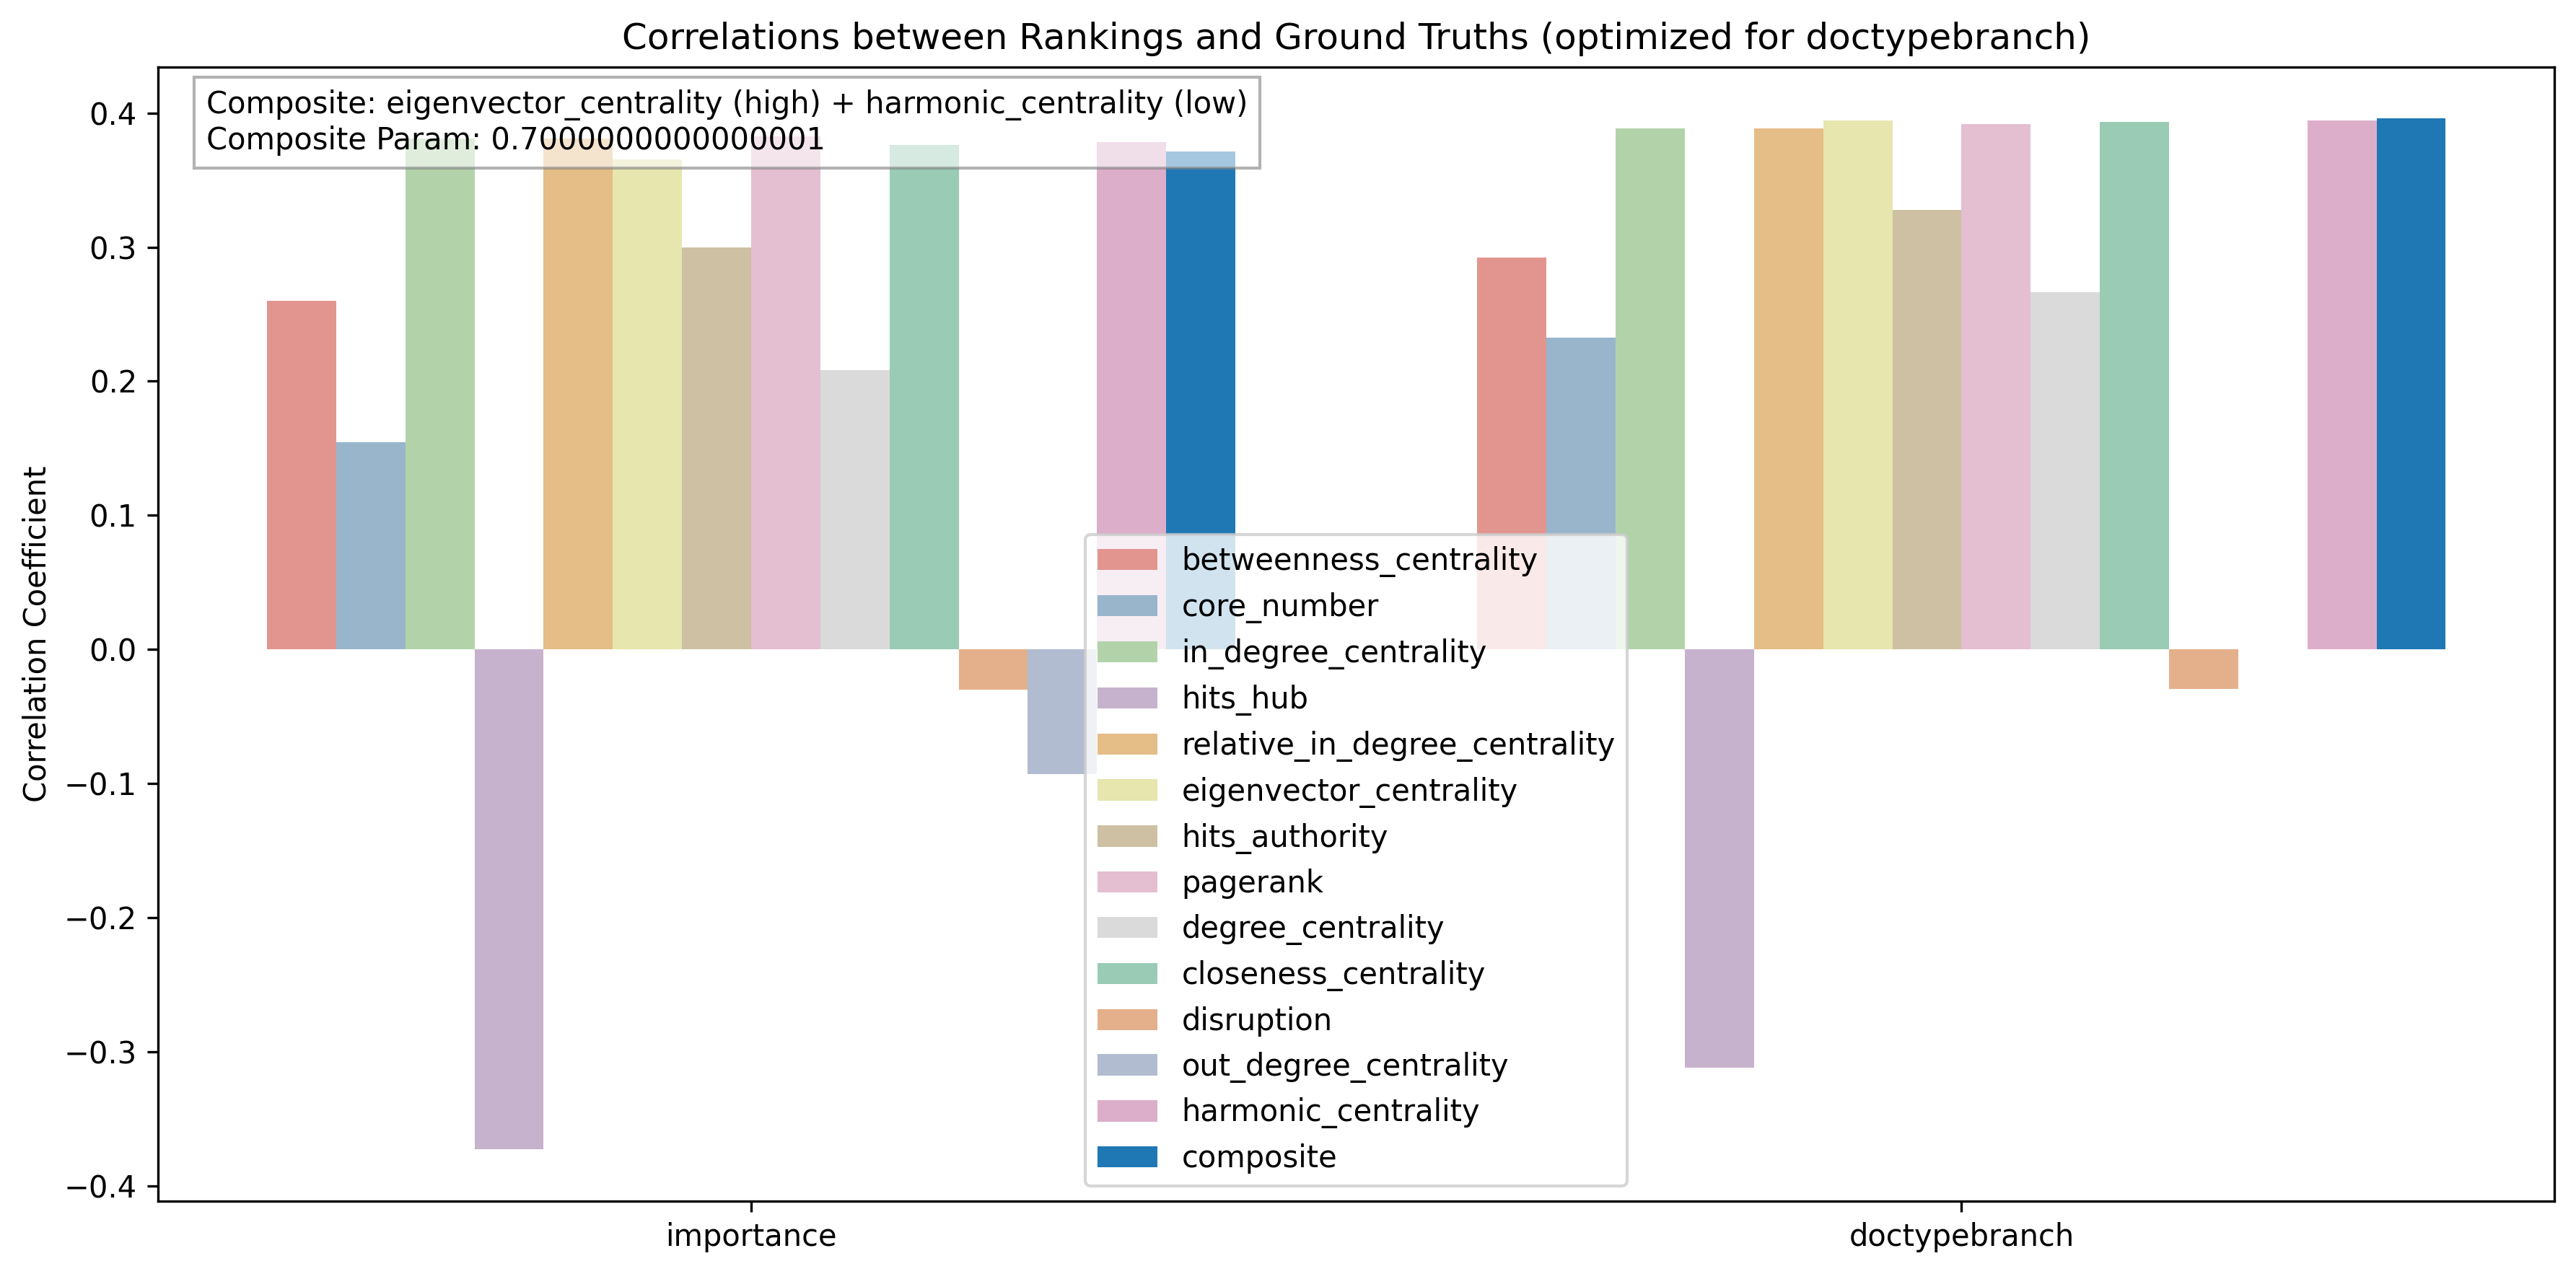 Correlations between Rankings and Ground Truths (optimized for doctypebranch)
Composite: eigenvector_centrality (high) + harmonic_centrality (low)
Composite Param: 0.7000000000000001
Correlation Coefficient
0.4
0.3
0.2
0.1
0.0
−0.1
−0.2
−0.3
−0.4
betweenness_centrality
core_number
in_degree_centrality
hits_hub
relative_in_degree_centrality
eigenvector_centrality
hits_authority
pagerank
degree_centrality
closeness_centrality
disruption
out_degree_centrality
harmonic_centrality
composite
importance
doctypebranch